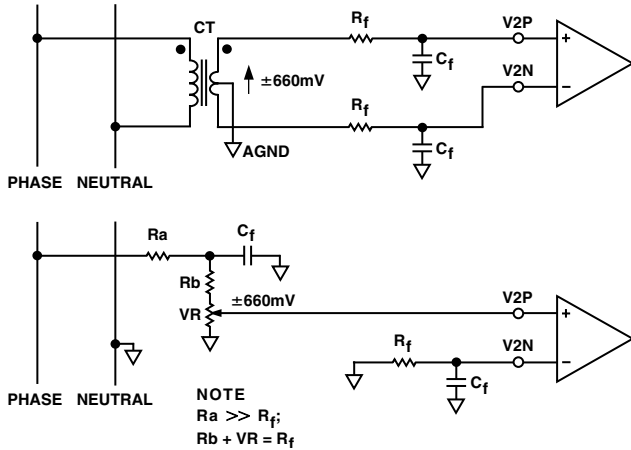 CT
Rf
V2P
+
Cf
±660mV
V2N
−
Rf
Cf
AGND
PHASE NEUTRAL
Ra
Cf
Rb
±660mV
VR
V2P
+
Rf
V2N
−
Cf
PHASE NEUTRAL
NOTE
Ra >> Rf;
Rb + VR = Rf